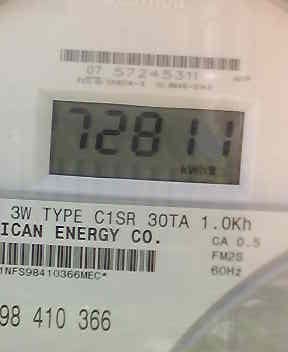 07 57245311
72811
kWh
3W TYPE C1SR 30TA 1.0Kh
ICAN ENERGY CO.
CA 0.5
FM2S
60Hz
1NFS98410366MEC*
98 410 366